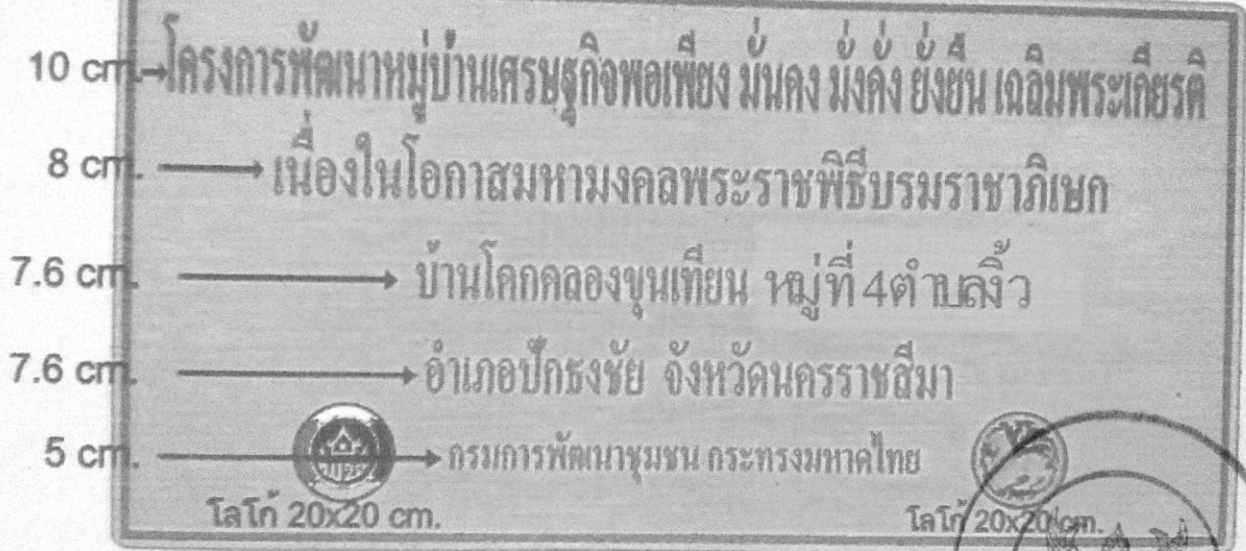 10 cm. โครงการพัฒนาหมู่บ้านเศรษฐกิจพอเพียง มั่นคง มั่งคั่ง ยั่งยืน เฉลิมพระเกียรติ
8 cm. เนื่องในโอกาสมหามงคลพระราชพิธีบรมราชาภิเษก
7.6 cm. บ้านโคกคลองขุนเทียน หมู่ที่ 4 ตำบลงิ้ว
7.6 cm. อำเภอปักธงชัย จังหวัดนครราชสีมา
5 cm. กรมการพัฒนาชุมชน กระทรวงมหาดไทย
โลโก้ 20x20 cm. โลโก้ 20x20 cm.